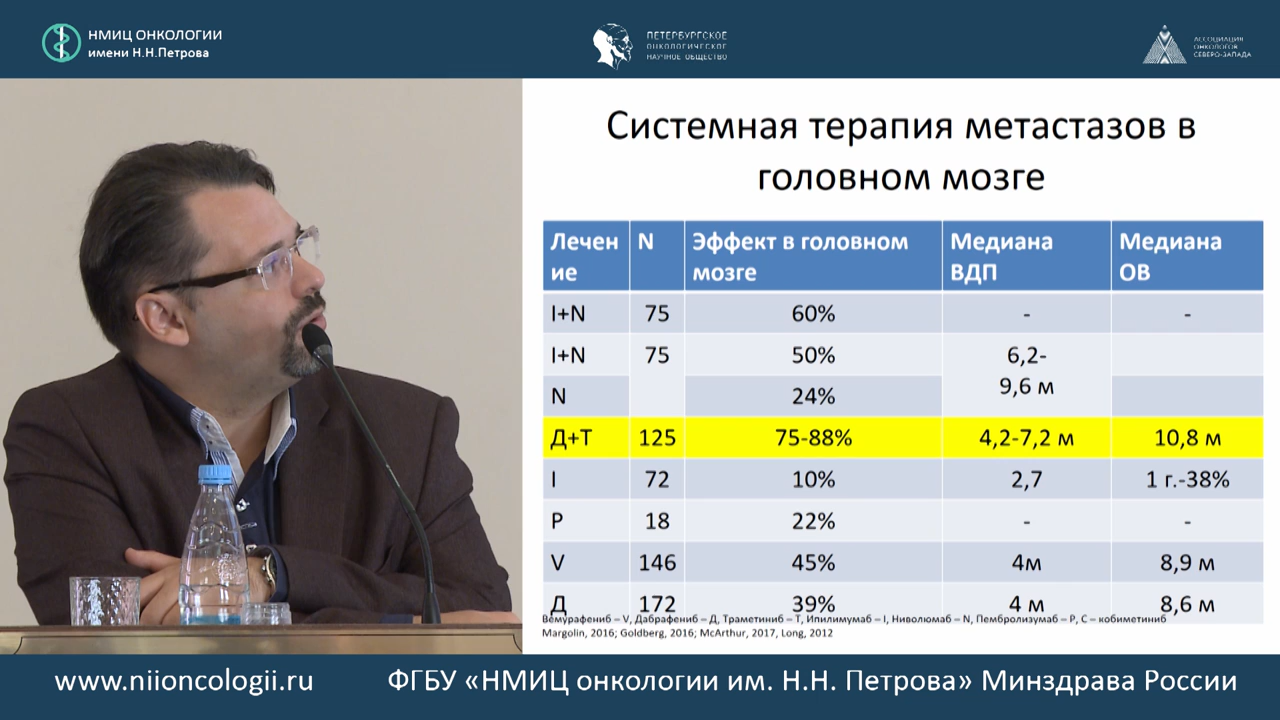 НМИЦ ОНКОЛОГИИ
имени Н.Н.Петрова
ПЕТЕРБУРГСКОЕ
ОНКОЛОГИЧЕСКОЕ
НАУЧНОЕ ОБЩЕСТВО
АССОЦИАЦИЯ
ОНКОЛОГОВ
СЕВЕРО-ЗАПАДА
Системная терапия метастазов в
головном мозге
Лечен
ие
N
Эффект в головном
мозге
Медиана
ВДП
Медиана
ОВ
I+N 75 60% - -
I+N 75 50% 6,2-
9,6 м
N 24%
Д+Т 125 75-88% 4,2-7,2 м 10,8 м
I 72 10% 2,7 1 г.-38%
P 18 22% - -
V 146 45% 4м 8,9 м
Д 172 39% 4 м 8,6 м
Вемурафениб – V, Дабрафениб – Д, Траметиниб – Т, Ипилимумаб – I, Ниволюмаб – N, Пембролизумаб – P, С – кобиметиниб
Margolin, 2016; Goldberg, 2016; McArthur, 2017, Long, 2012
www.niioncologii.ru
ФГБУ «НМИЦ онкологии им. Н.Н. Петрова» Минздрава России